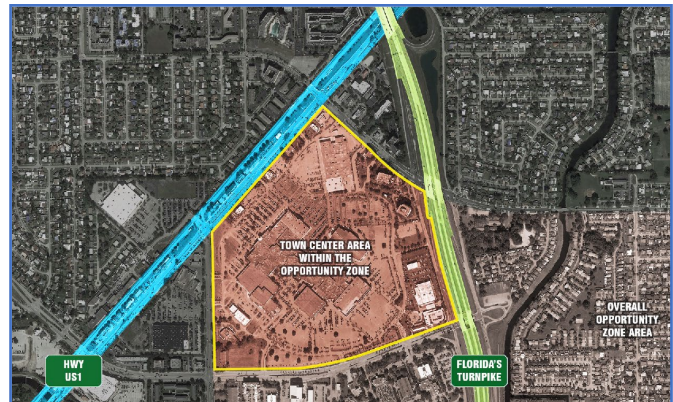 TOWN CENTER AREA
WITHIN THE
OPPORTUNITY ZONE
OVERALL
OPPORTUNITY
ZONE AREA
HWY
US1
FLORIDA'S
TURNPIKE